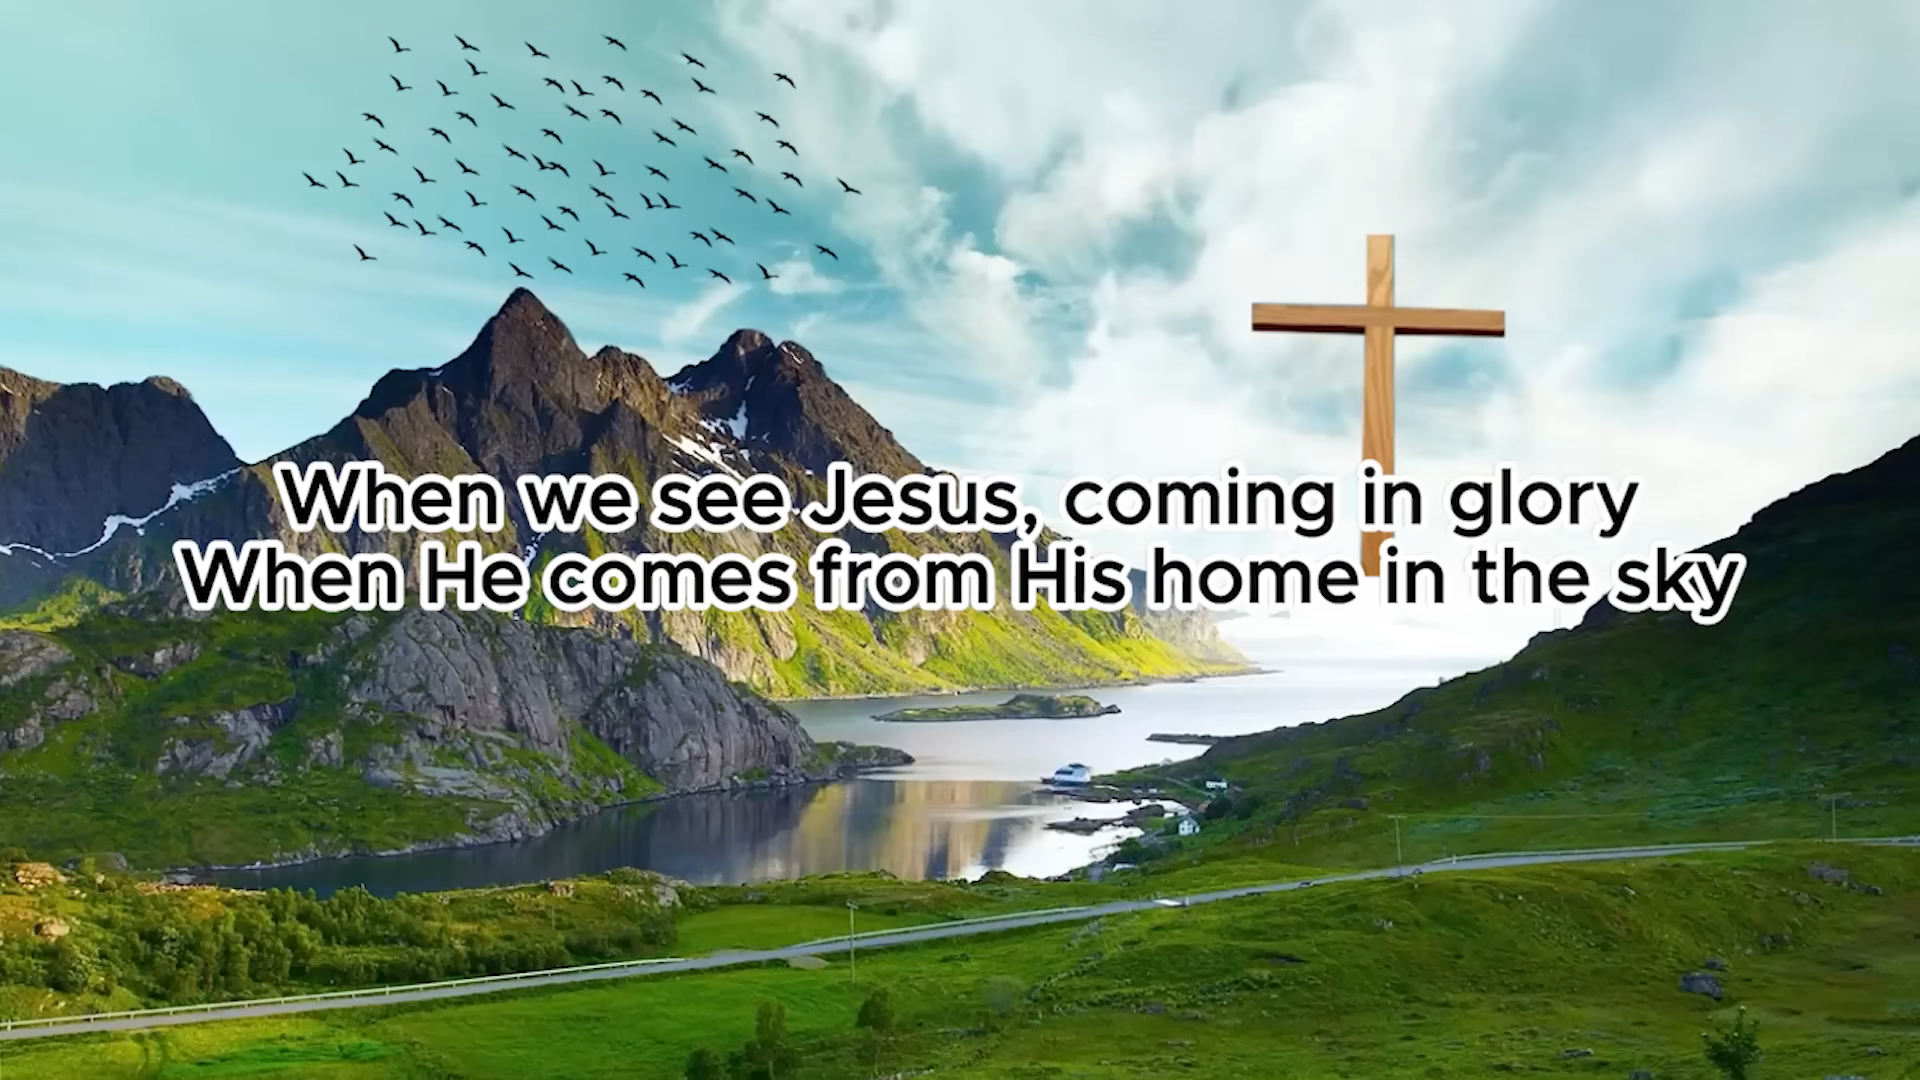 When we see Jesus, coming in glory
When He comes from His home in the sky